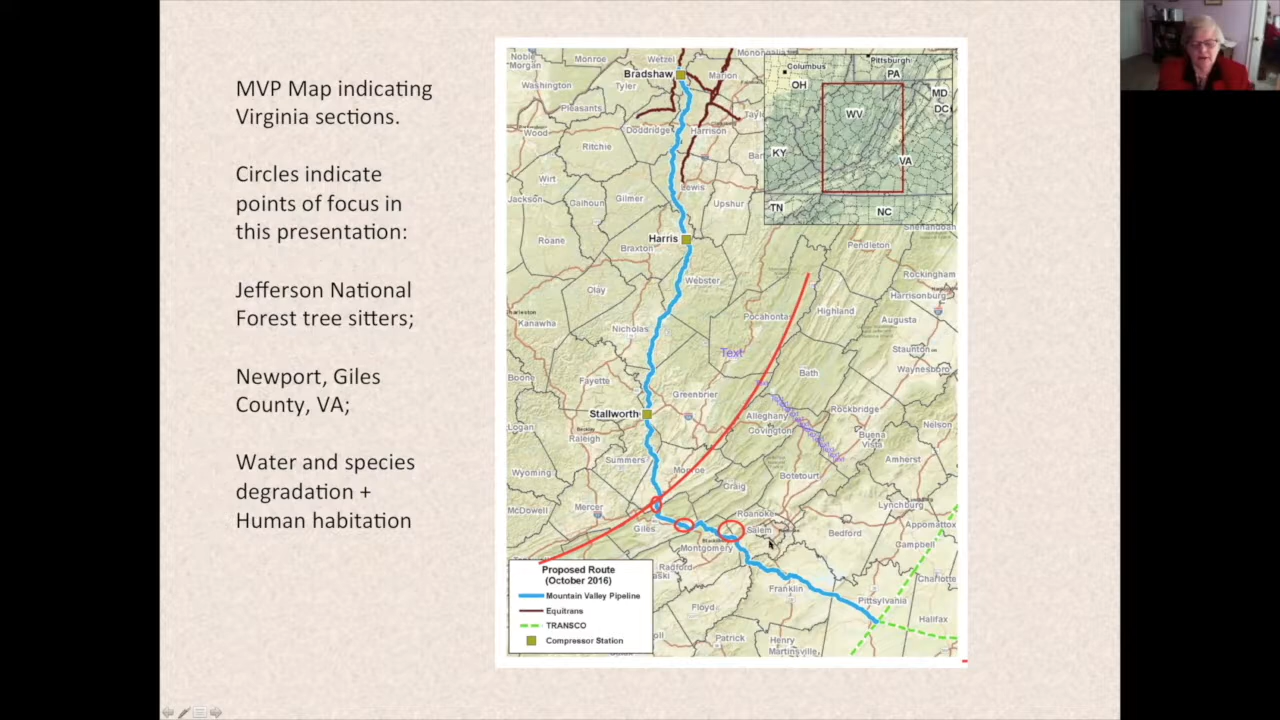 MVP Map indicating
Virginia sections.
Circles indicate
points of focus in
this presentation:
Jefferson National
Forest tree sitters;
Newport, Giles
County, VA;
Water and species
degradation +
Human habitation
Noble
Monroe
Wetzel
Monongalia
Morgan
Bradshaw
Marion
Washington
Tyler
Pleasants
Wood
Doddridge
Harrison
Ritchie
Wirt
Lewis
Jackson
Calhoun
Gilmer
Upshur
Roane
Harris
Braxton
Webster
Clay
Kanawha
Nicholas
Pocahontas
Text
Boone
Fayette
Greenbrier
Stallworth
Logan
Raleigh
Summers
Monroe
Wyoming
McDowell
Mercer
Giles
Columbus
Pittsburgh
OH
PA
MD
DC
WV
KY
VA
TN
NC
Shenandoah
Pendleton
Rockingham
Harrisonburg
Highland
Augusta
Staunton
Waynesboro
Bath
Alleghany
Covington
Rockbridge
Nelson
Buena
Vista
Amherst
Botetourt
Craig
Roanoke
Salem
Lynchburg
Appomattox
Bedford
Campbell
Montgomery
Radford
Charlotte
Franklin
Pittsylvania
Floyd
Halifax
Patrick
Henry
Martinsville
Proposed Route
(October 2016)
Mountain Valley Pipeline
Equitrans
TRANSCO
Compressor Station